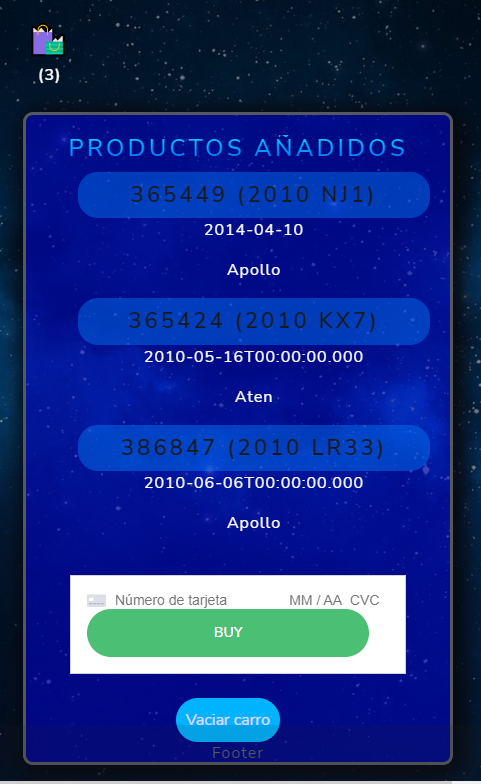 (3)
PRODUCTOS AÑADIDOS
365449 (2010 NJ1)
2014-04-10
Apollo
365424 (2010 KX7)
2010-05-16T00:00:00.000
Aten
386847 (2010 LR33)
2010-06-06T00:00:00.000
Apollo
Número de tarjeta MM / AA CVC
BUY
Vaciar carro
Footer